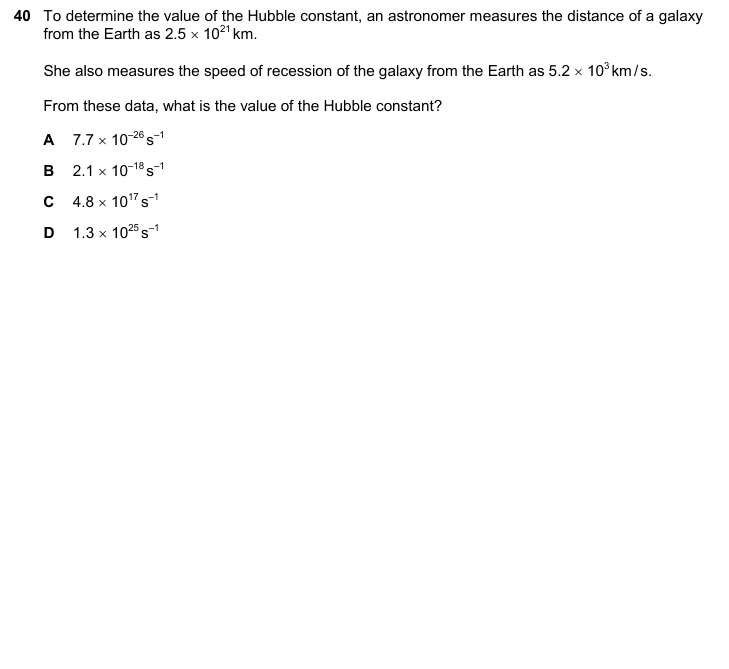 40 To determine the value of the Hubble constant, an astronomer measures the distance of a galaxy
from the Earth as 2.5 × 10²¹ km.
She also measures the speed of recession of the galaxy from the Earth as 5.2 × 10³ km/s.
From these data, what is the value of the Hubble constant?
A 7.7 × 10⁻²⁶ s⁻¹
B 2.1 × 10⁻¹⁸ s⁻¹
C 4.8 × 10¹⁷ s⁻¹
D 1.3 × 10²⁵ s⁻¹